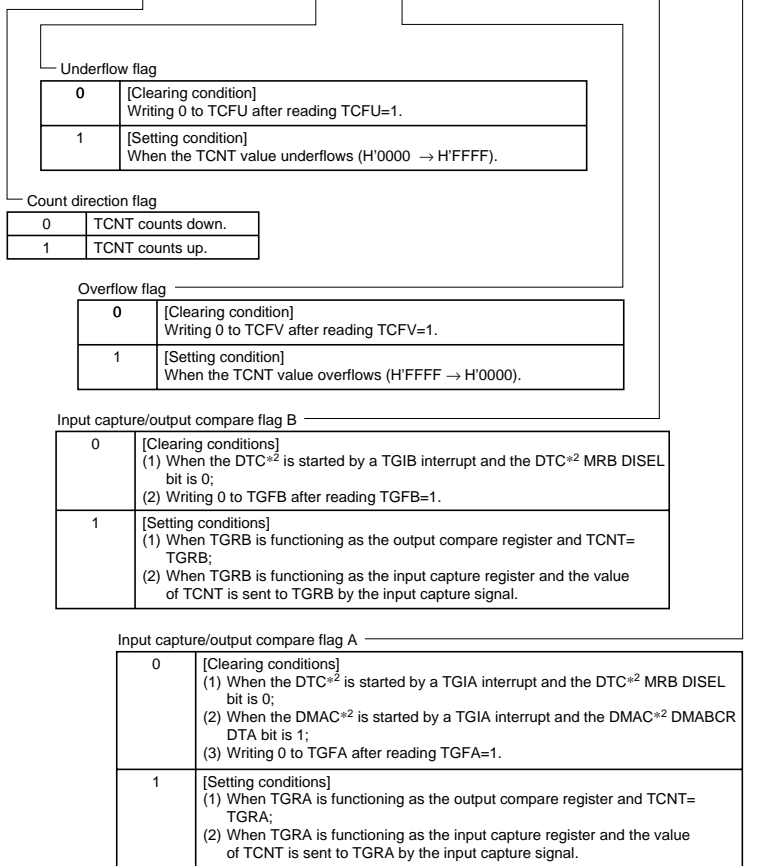 Underflow flag
0 [Clearing condition]
Writing 0 to TCFU after reading TCFU=1.
1 [Setting condition]
When the TCNT value underflows (H'0000 → H'FFFF).
Count direction flag
0 TCNT counts down.
1 TCNT counts up.
Overflow flag
0 [Clearing condition]
Writing 0 to TCFV after reading TCFV=1.
1 [Setting condition]
When the TCNT value overflows (H'FFFF → H'0000).
Input capture/output compare flag B
0 [Clearing conditions]
(1) When the DTC*2 is started by a TGIB interrupt and the DTC*2 MRB DISEL
bit is 0;
(2) Writing 0 to TGFB after reading TGFB=1.
1 [Setting conditions]
(1) When TGRB is functioning as the output compare register and TCNT=
TGRB;
(2) When TGRB is functioning as the input capture register and the value
of TCNT is sent to TGRB by the input capture signal.
Input capture/output compare flag A
0 [Clearing conditions]
(1) When the DTC*2 is started by a TGIA interrupt and the DTC*2 MRB DISEL
bit is 0;
(2) When the DMAC*2 is started by a TGIA interrupt and the DMAC*2 DMABCR
DTA bit is 1;
(3) Writing 0 to TGFA after reading TGFA=1.
1 [Setting conditions]
(1) When TGRA is functioning as the output compare register and TCNT=
TGRA;
(2) When TGRA is functioning as the input capture register and the value
of TCNT is sent to TGRA by the input capture signal.